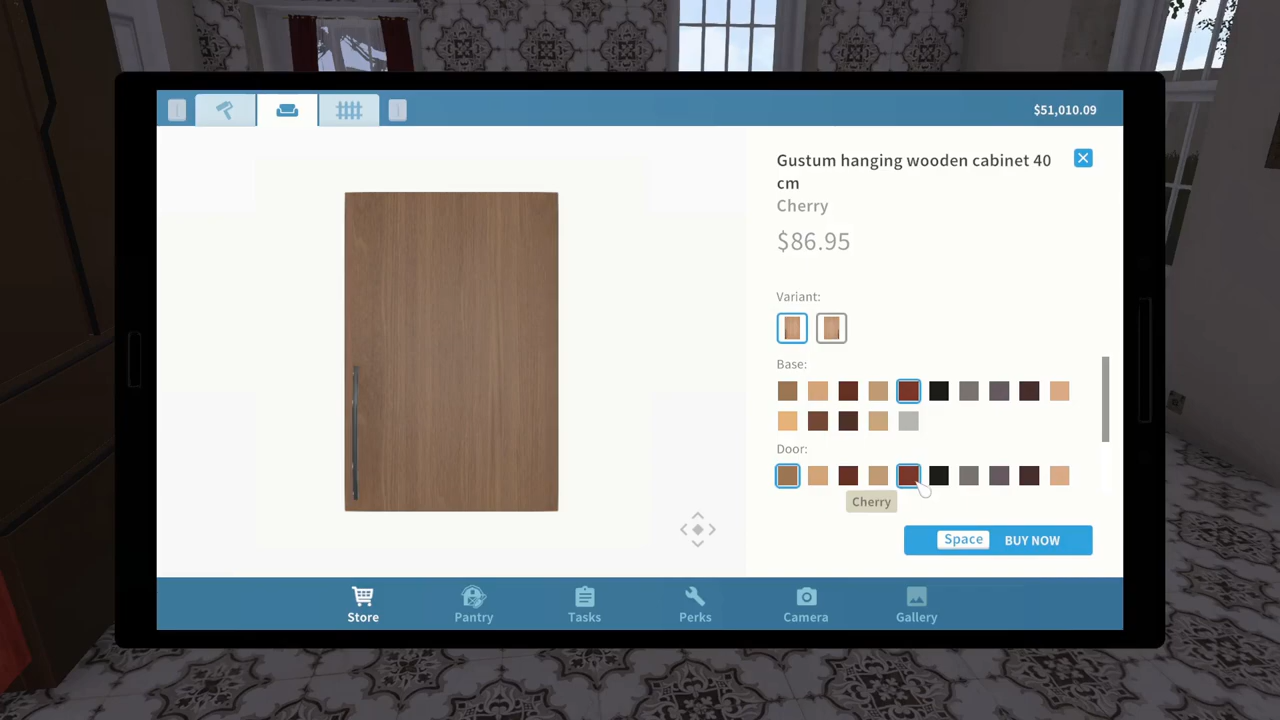 $51,010.09
Gustum hanging wooden cabinet 40
cm
Cherry
$86.95
Variant:
Base:
Door:
Cherry
Space BUY NOW
Store Pantry Tasks Perks Camera Gallery